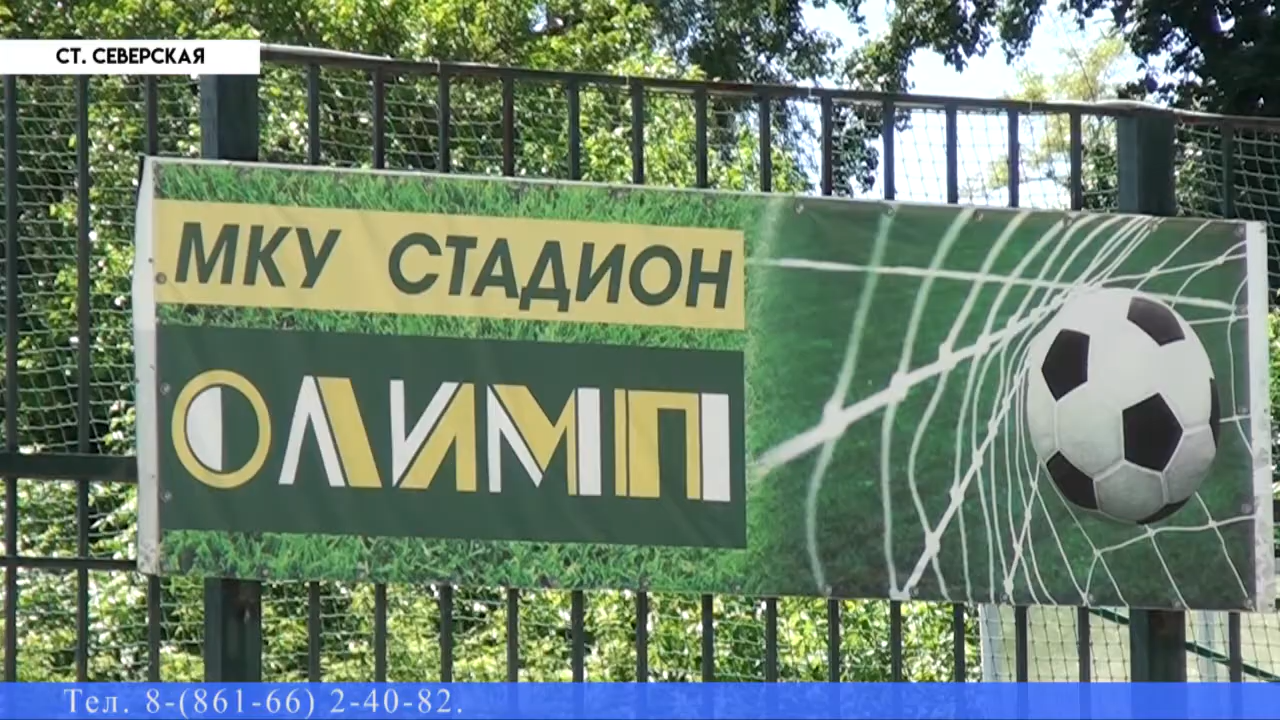 СТ. СЕВЕРСКАЯ
МКУ СТАДИОН
ОЛИМП
Тел. 8-(861-66) 2-40-82.